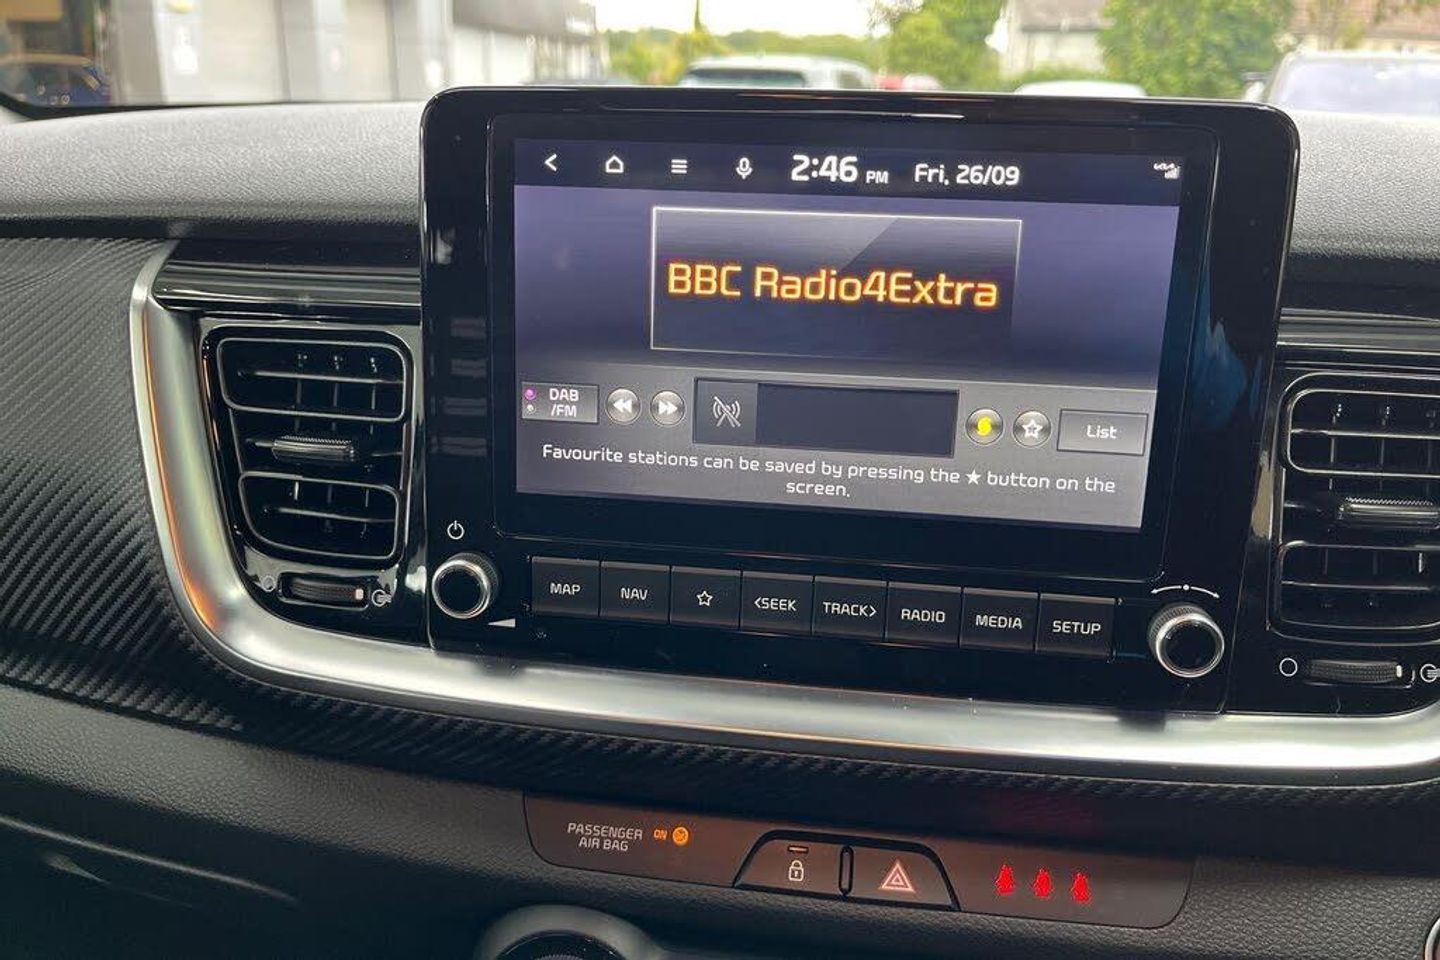 2:46 PM Fri, 26/09
BBC Radio4Extra
DAB
/FM
List
Favourite stations can be saved by pressing the ★ button on the
screen.
MAP NAV ☆ <SEEK TRACK> RADIO MEDIA SETUP
PASSENGER
AIR BAG
ON